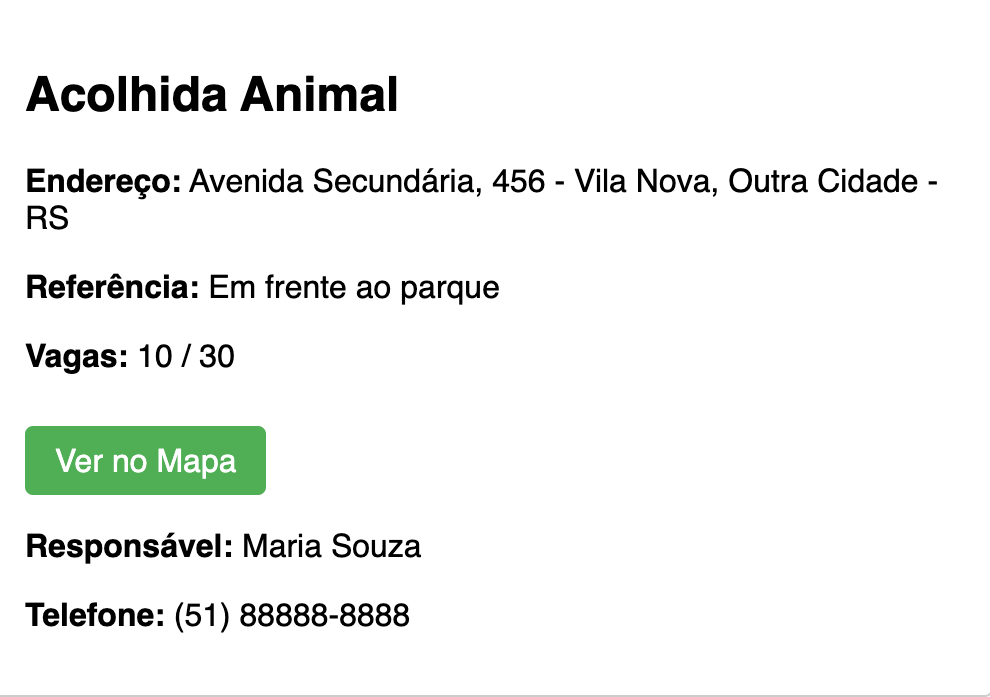 Acolhida Animal
Endereço: Avenida Secundária, 456 - Vila Nova, Outra Cidade -
RS
Referência: Em frente ao parque
Vagas: 10 / 30
Ver no Mapa
Responsável: Maria Souza
Telefone: (51) 88888-8888